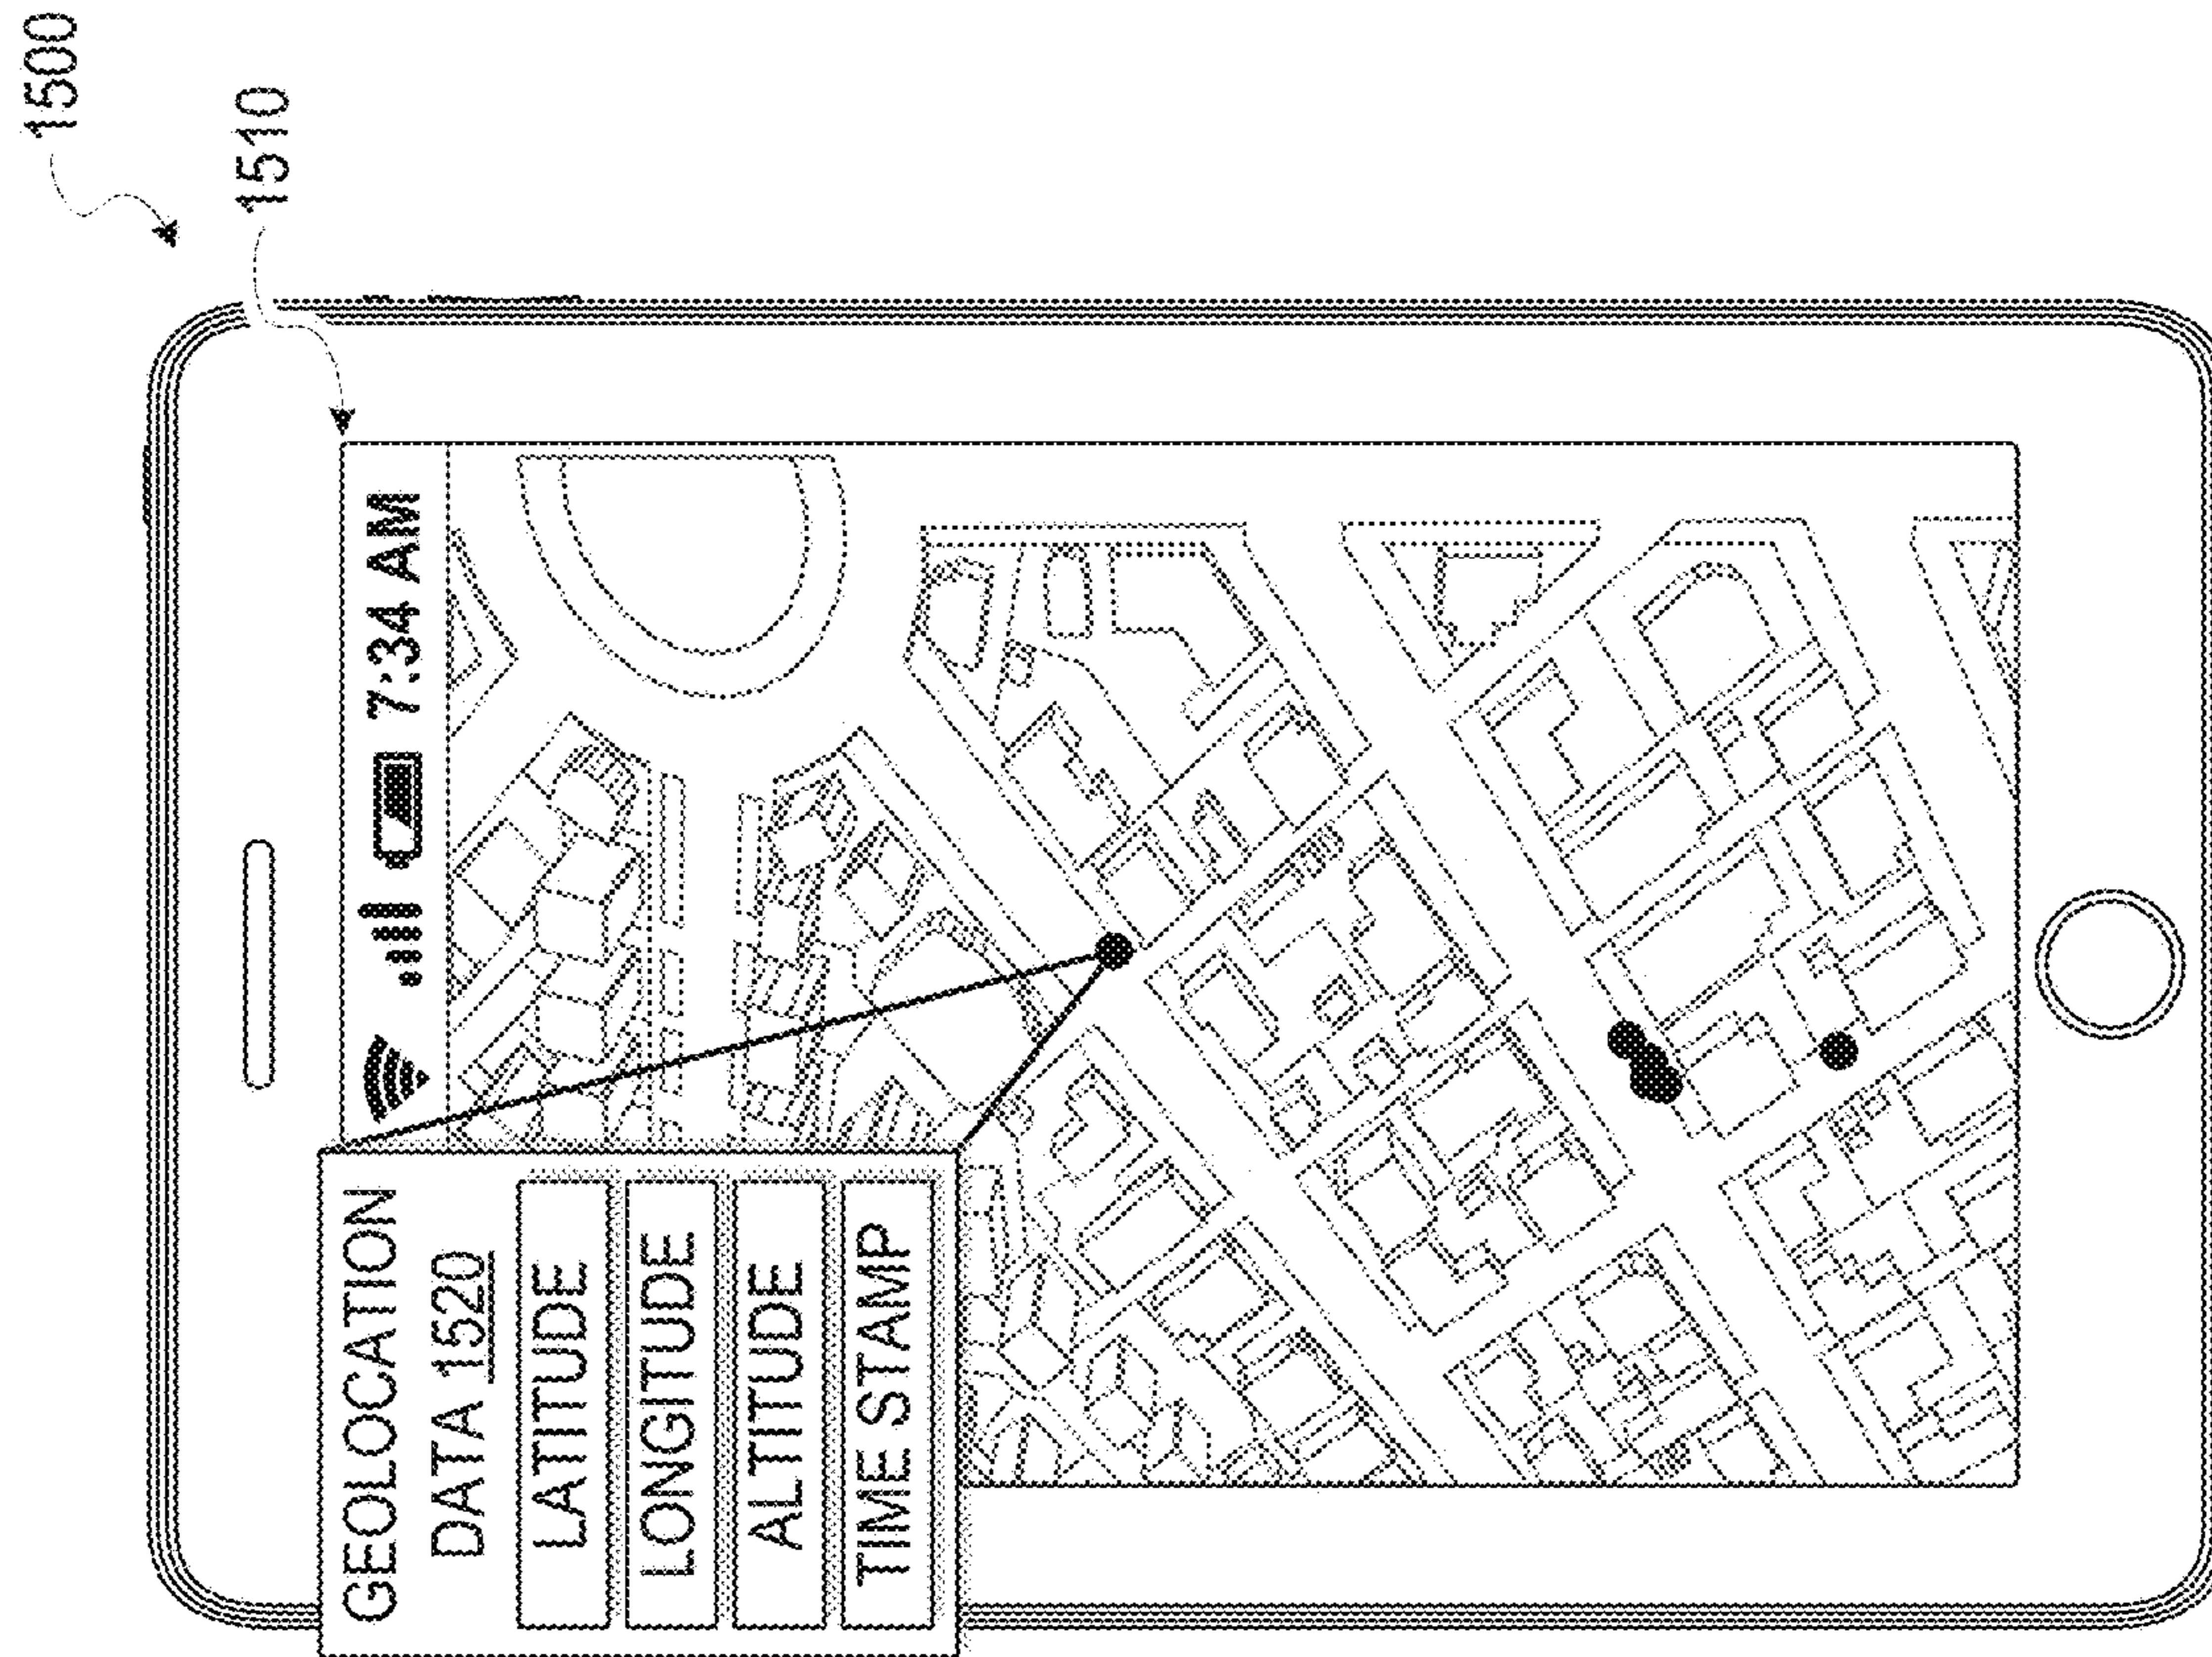 1500
1510
7:34 AM
GEOLOCATION
DATA 1520
LATITUDE
LONGITUDE
ALTITUDE
TIME STAMP